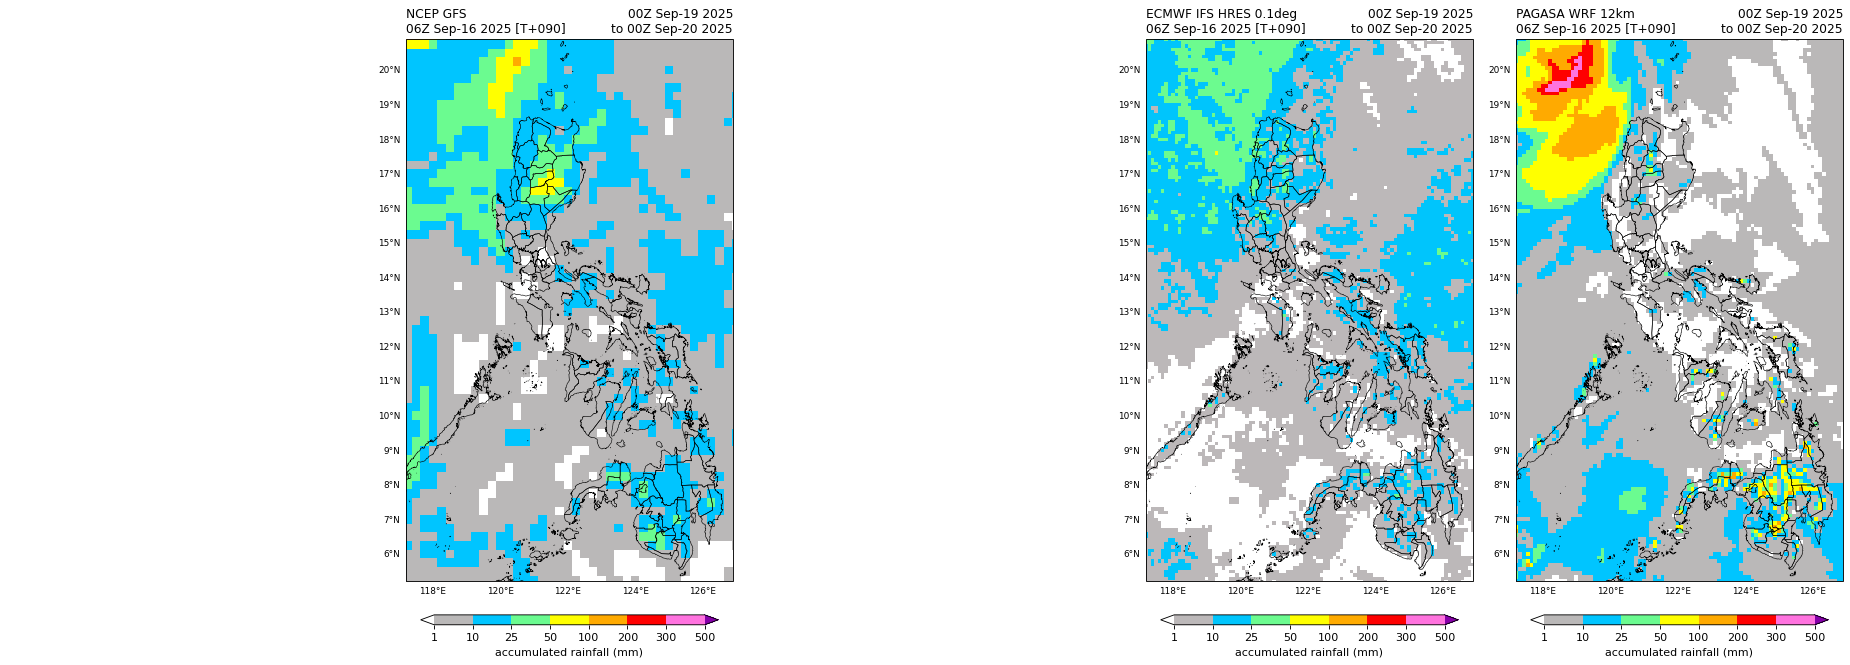 NCEP GFS 00Z Sep-19 2025
06Z Sep-16 2025 [T+090] to 00Z Sep-20 2025
20°N
19°N
18°N
17°N
16°N
15°N
14°N
13°N
12°N
11°N
10°N
9°N
8°N
7°N
6°N
118°E 120°E 122°E 124°E 126°E
1 10 25 50 100 200 300 500
accumulated rainfall (mm)
ECMWF IFS HRES 0.1deg 00Z Sep-19 2025
06Z Sep-16 2025 [T+090] to 00Z Sep-20 2025
20°N
19°N
18°N
17°N
16°N
15°N
14°N
13°N
12°N
11°N
10°N
9°N
8°N
7°N
6°N
118°E 120°E 122°E 124°E 126°E
1 10 25 50 100 200 300 500
accumulated rainfall (mm)
PAGASA WRF 12km 00Z Sep-19 2025
06Z Sep-16 2025 [T+090] to 00Z Sep-20 2025
20°N
19°N
18°N
17°N
16°N
15°N
14°N
13°N
12°N
11°N
10°N
9°N
8°N
7°N
6°N
118°E 120°E 122°E 124°E 126°E
1 10 25 50 100 200 300 500
accumulated rainfall (mm)